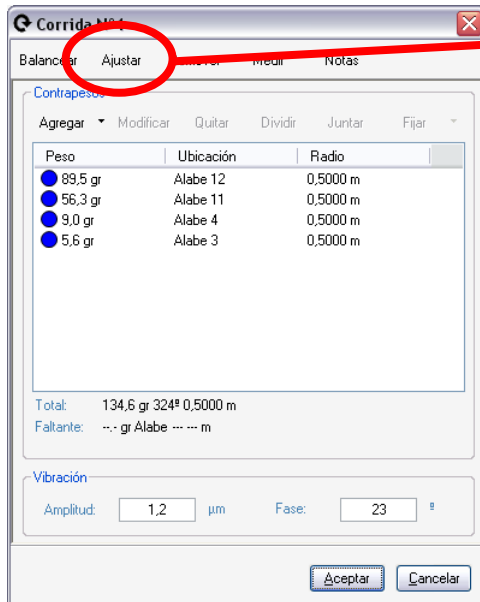 Corrida Nº1
Balancear Ajustar Medir Notas
Contrapesos
Agregar Modificar Quitar Dividir Juntar Fijar
Peso Ubicación Radio
89,5 gr Alabe 12 0,5000 m
56,3 gr Alabe 11 0,5000 m
9,0 gr Alabe 4 0,5000 m
5,6 gr Alabe 3 0,5000 m
Total: 134,6 gr 324º 0,5000 m
Faltante: --.- gr Alabe --- --- m
Vibración
Amplitud: 1,2 µm Fase: 23 º
Aceptar Cancelar